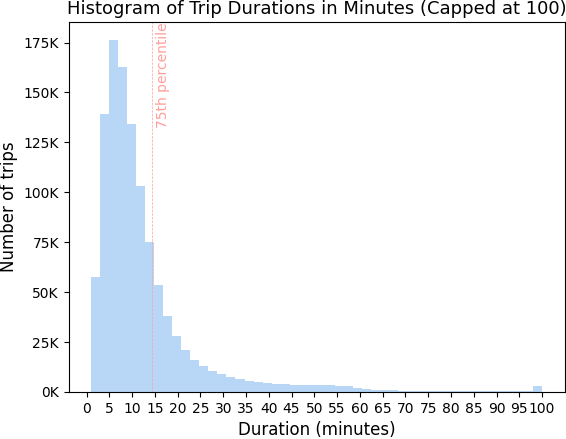 Histogram of Trip Durations in Minutes (Capped at 100)
175K
150K
125K
100K
75K
50K
25K
0K
Number of trips
75th percentile
0 5 10 15 20 25 30 35 40 45 50 55 60 65 70 75 80 85 90 95 100
Duration (minutes)